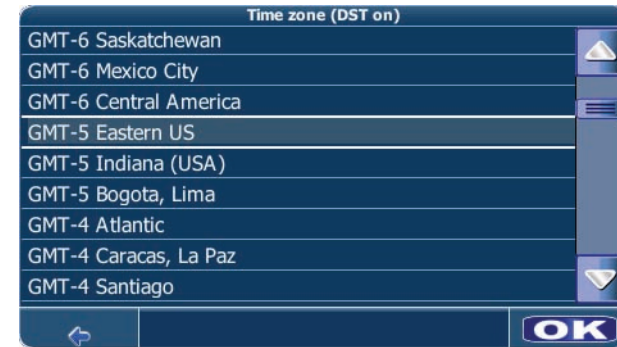 Time zone (DST on)
GMT-6 Saskatchewan
GMT-6 Mexico City
GMT-6 Central America
GMT-5 Eastern US
GMT-5 Indiana (USA)
GMT-5 Bogota, Lima
GMT-4 Atlantic
GMT-4 Caracas, La Paz
GMT-4 Santiago
OK